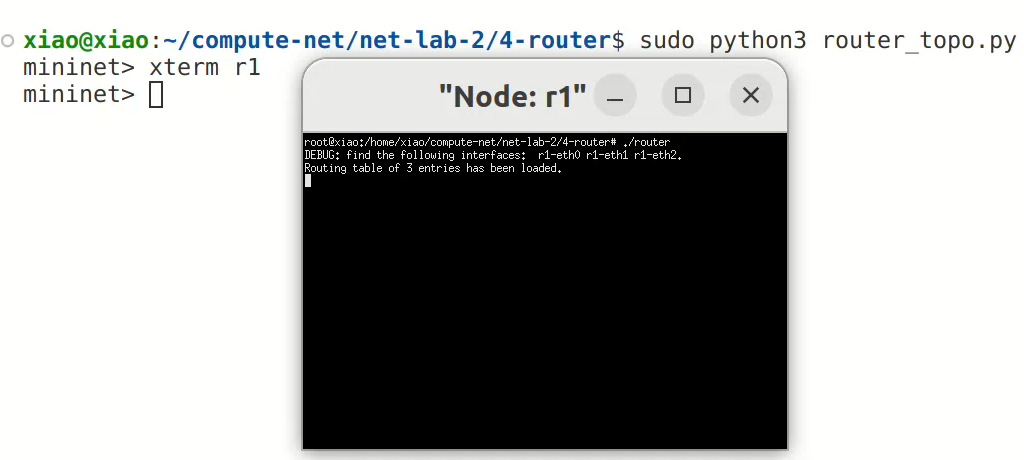 xiao@xiao:~/compute-net/net-lab-2/4-router$ sudo python3 router_topo.py
mininet> xterm r1
mininet>
"Node: r1"
root@xiao:/home/xiao/compute-net/net-lab-2/4-router# ./router
DEBUG: find the following interfaces:  r1-eth0 r1-eth1 r1-eth2.
Routing table of 3 entries has been loaded.